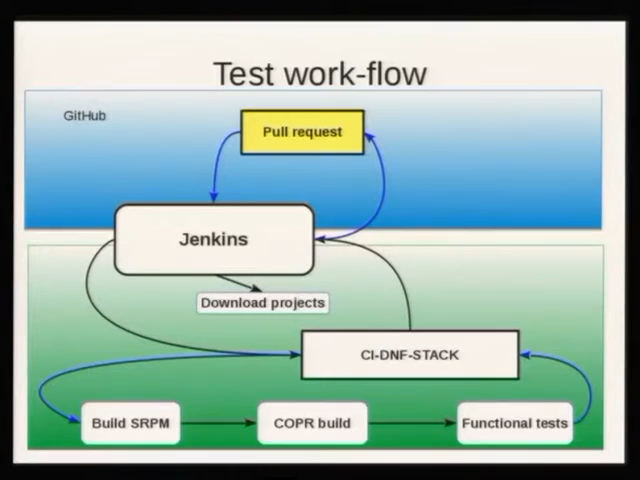 Test work-flow
GitHub
Pull request
Jenkins
Download projects
CI-DNF-STACK
Build SRPM
COPR build
Functional tests